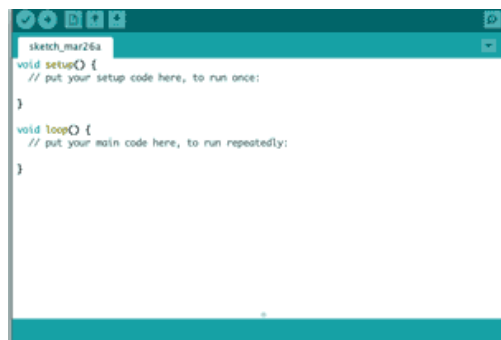 sketch_mar26a
void setup() {
// put your setup code here, to run once:
}
void loop() {
// put your main code here, to run repeatedly:
}